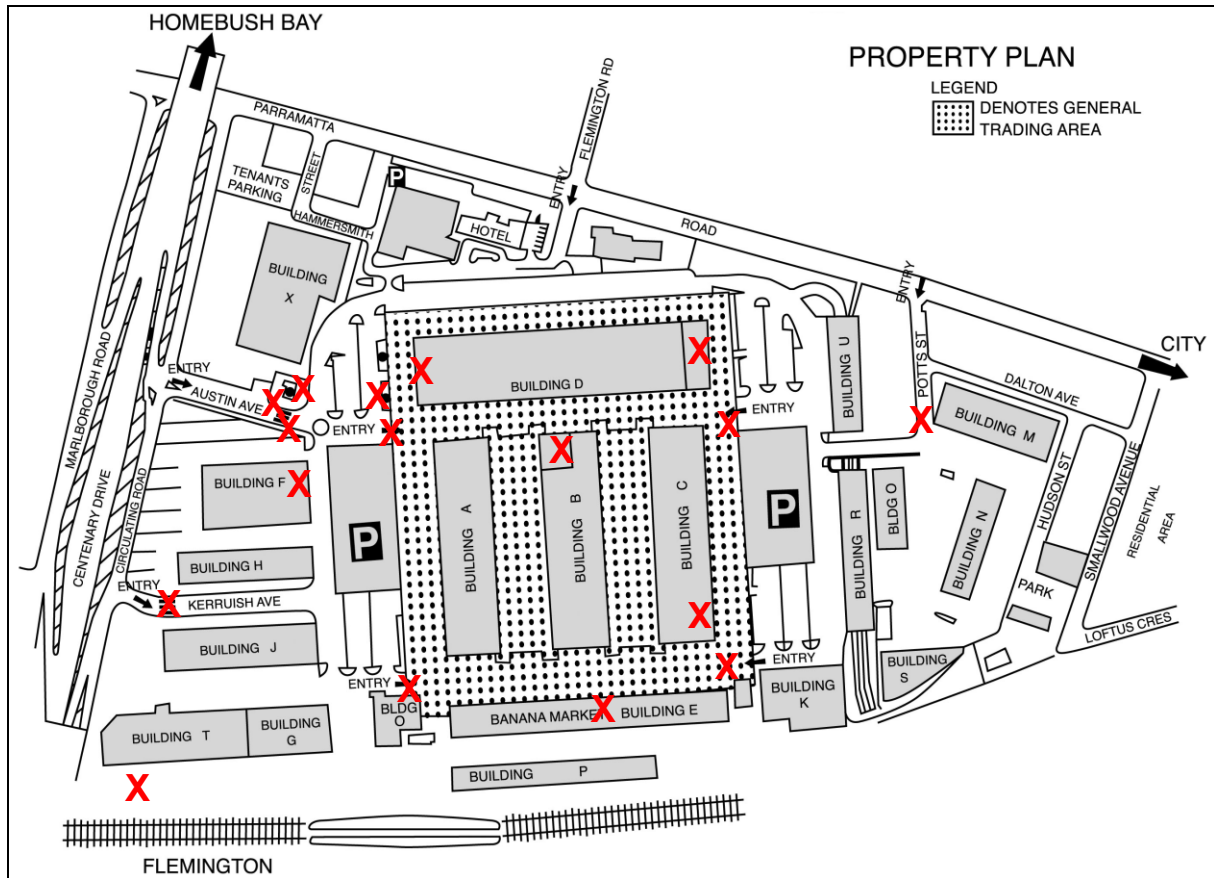 HOMEBUSH BAY
PROPERTY PLAN
LEGEND
DENOTES GENERAL
TRADING AREA
PARRAMATTA
ROAD
FLEMINGTON RD
ENTRY
STREET
TENANTS
PARKING
P
HAMMERSMITH
HOTEL
BUILDING
X
ENTRY
CITY
MARLBOROUGH ROAD
ENTRY
AUSTIN AVE
BUILDING D
BUILDING U
POTTS ST
DALTON AVE
ENTRY
ENTRY
BUILDING M
CENTENARY DRIVE
CIRCULATING ROAD
BUILDING F
P
BUILDING A
BUILDING B
BUILDING C
P
BUILDING R
BLDG O
BUILDING N
HUDSON ST
SMALLWOOD AVENUE
RESIDENTIAL
AREA
BUILDING H
ENTRY
KERRUISH AVE
PARK
LOFTUS CRES
BUILDING J
ENTRY
ENTRY
BUILDING
S
BUILDING
K
BLDG
O
BANANA MARKE BUILDING E
BUILDING T
BUILDING
G
BUILDING P
FLEMINGTON